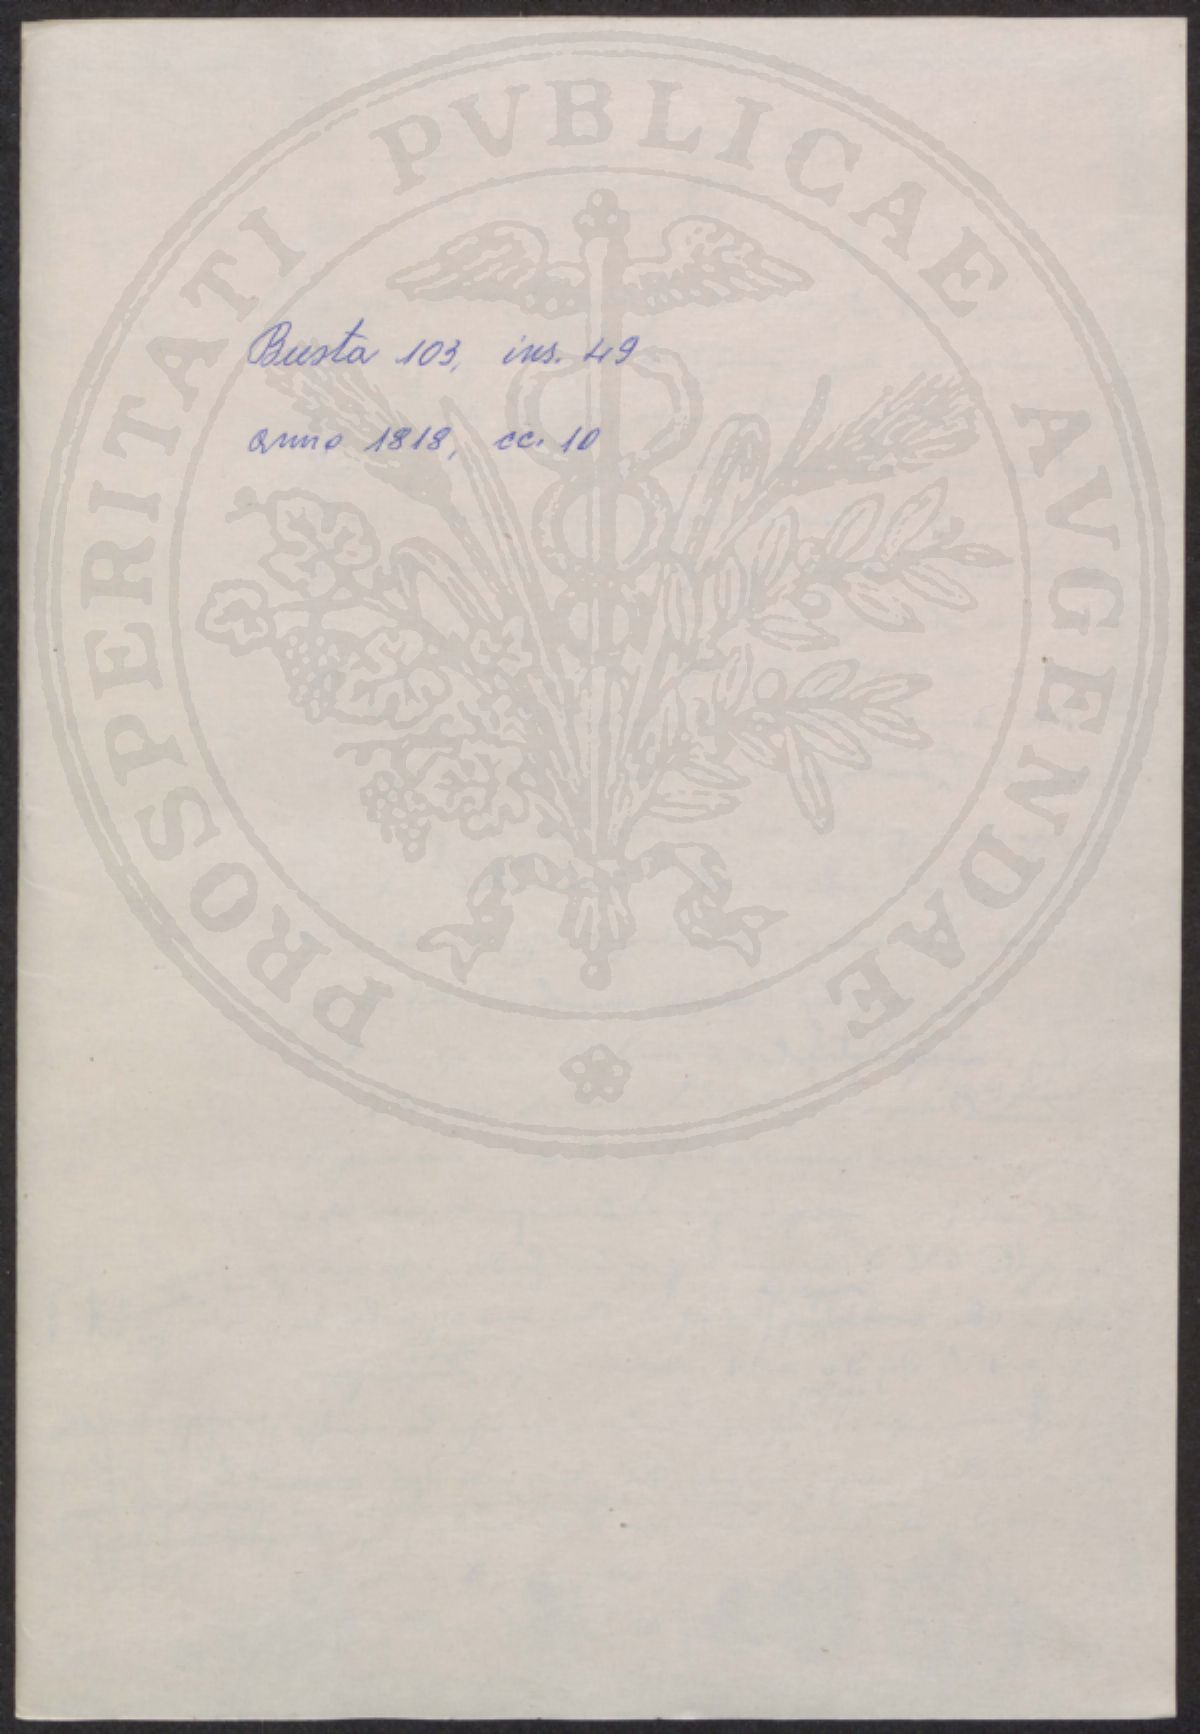 PROSPERITATI PVBLICAE AVGENDAE
Busta 103, ins. 49
anno 1818, cc. 10